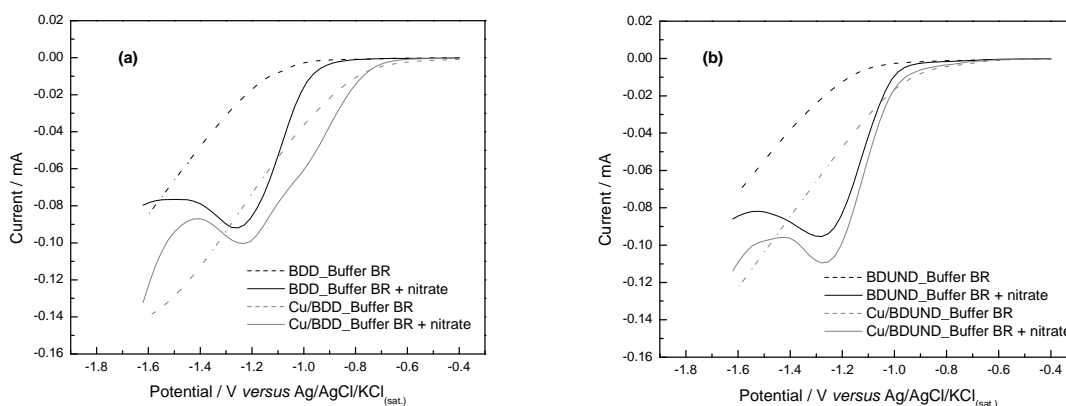 (a)
0.02
0.00
-0.02
-0.04
-0.06
-0.08
-0.10
-0.12
-0.14
-0.16
Current / mA
BDD_Buffer BR
BDD_Buffer BR + nitrate
Cu/BDD_Buffer BR
Cu/BDD_Buffer BR + nitrate
-1.8 -1.6 -1.4 -1.2 -1.0 -0.8 -0.6 -0.4
Potential / V versus Ag/AgCl/KCl(sat.)
(b)
0.02
0.00
-0.02
-0.04
-0.06
-0.08
-0.10
-0.12
-0.14
-0.16
Current / mA
BDUND_Buffer BR
BDUND_Buffer BR + nitrate
Cu/BDUND_Buffer BR
Cu/BDUND_Buffer BR + nitrate
-1.8 -1.6 -1.4 -1.2 -1.0 -0.8 -0.6 -0.4
Potential / V versus Ag/AgCl/KCl(sat.)